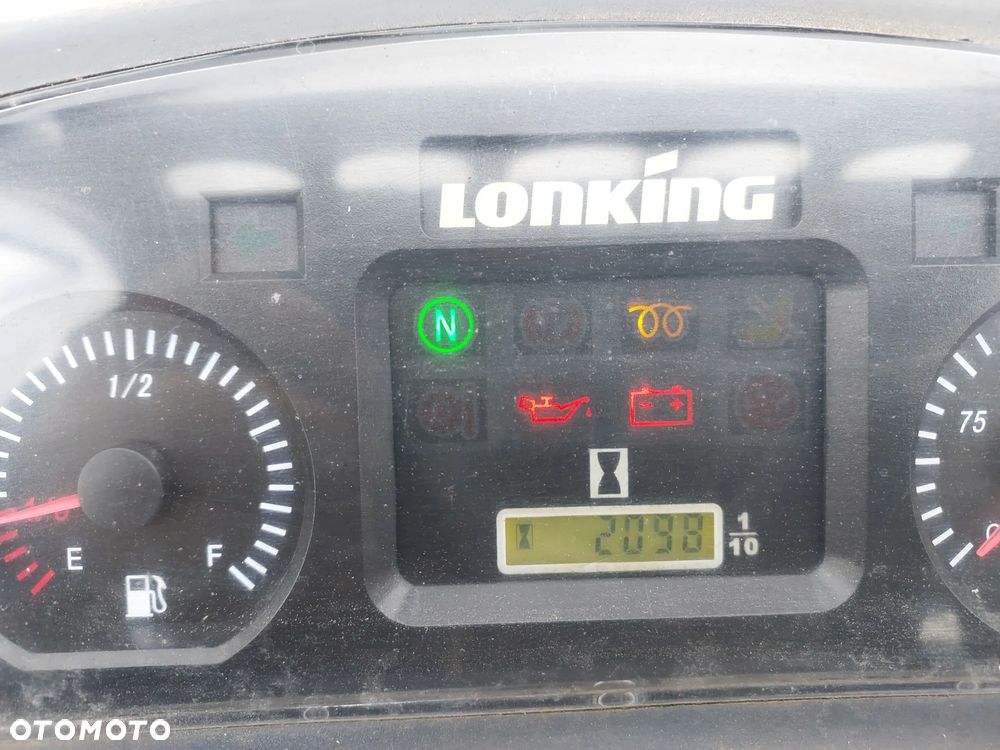 LONKING
N
1/2
75
2098 1/10
E
F
OTOMOTO